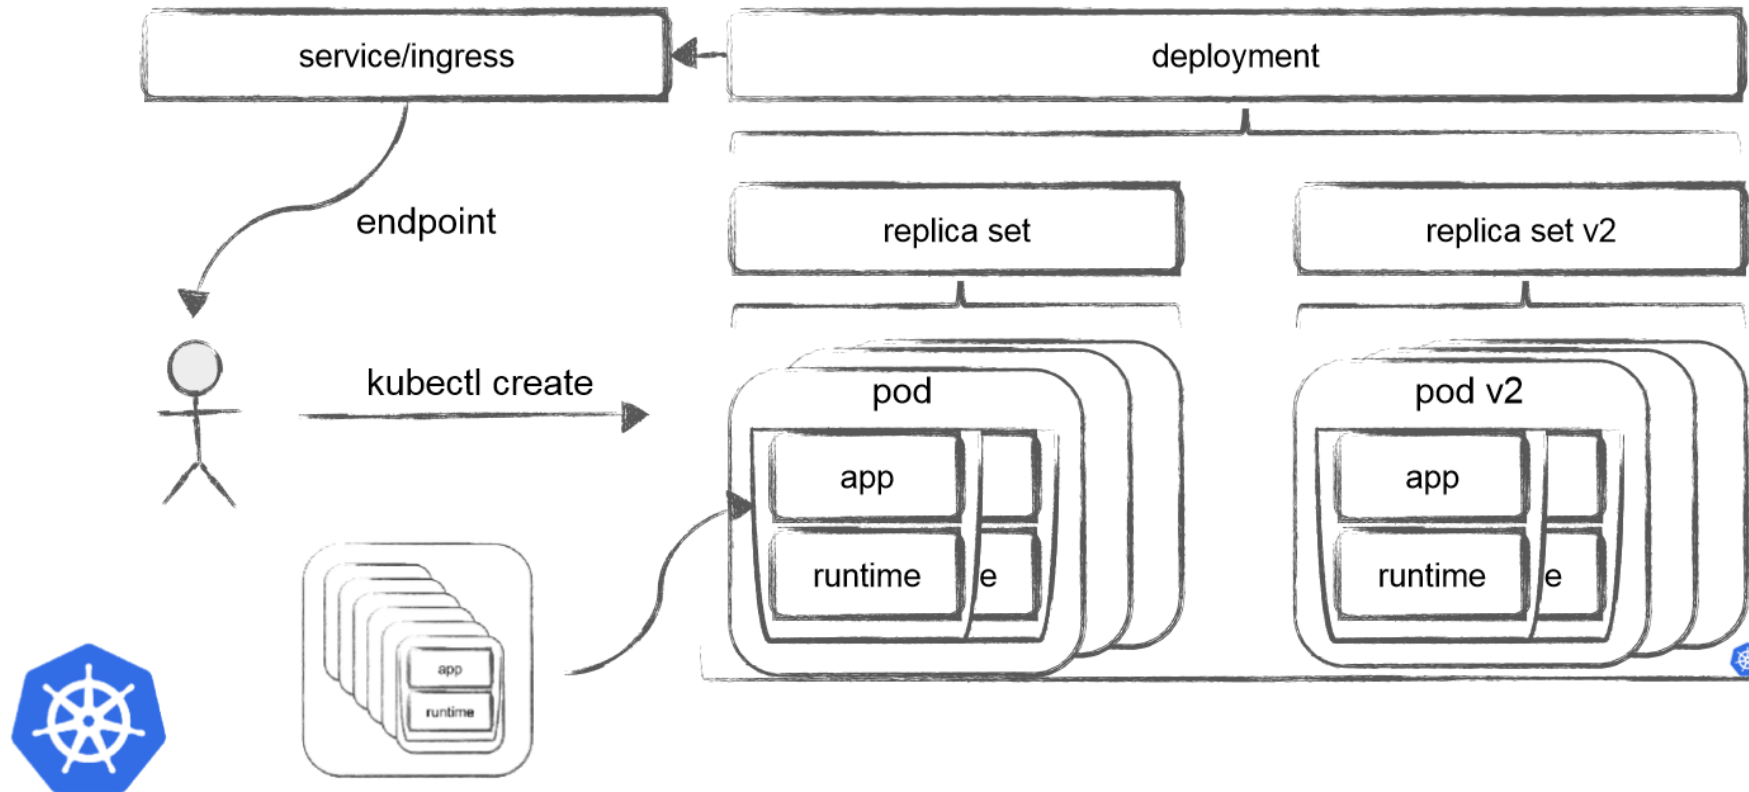 service/ingress
deployment
endpoint
replica set
replica set v2
kubectl create
pod
pod v2
app
app
runtime
e
runtime
e
app
runtime